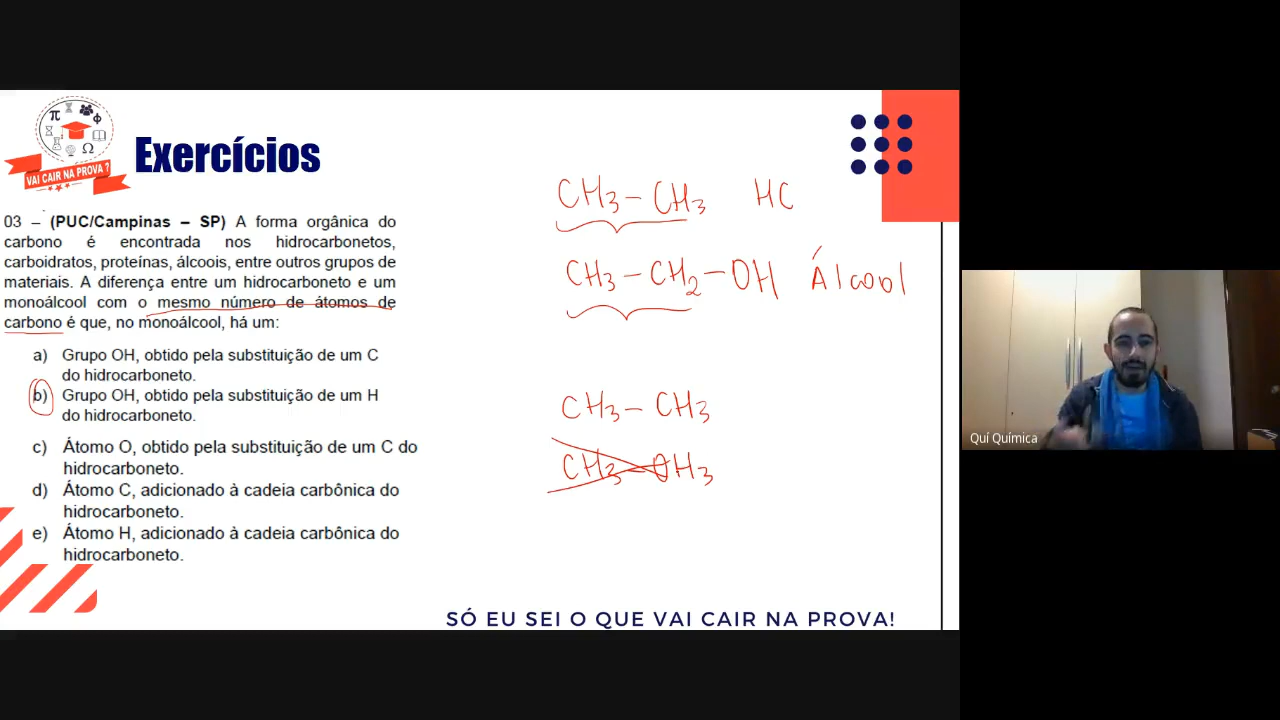 π
Φ
Ω
VAI CAIR NA PROVA ?
Exercícios
03 – (PUC/Campinas – SP) A forma orgânica do
carbono é encontrada nos hidrocarbonetos,
carboidratos, proteínas, álcoois, entre outros grupos de
materiais. A diferença entre um hidrocarboneto e um
monoálcool com o mesmo número de átomos de
carbono é que, no monoálcool, há um:
a) Grupo OH, obtido pela substituição de um C
do hidrocarboneto.
b) Grupo OH, obtido pela substituição de um H
do hidrocarboneto.
c) Átomo O, obtido pela substituição de um C do
hidrocarboneto.
d) Átomo C, adicionado à cadeia carbônica do
hidrocarboneto.
e) Átomo H, adicionado à cadeia carbônica do
hidrocarboneto.
CH3 – CH3 HC
CH3 – CH2 – OH Álcool
CH3 – CH3
CH3 – OH3
SÓ EU SEI O QUE VAI CAIR NA PROVA!
Quí Química